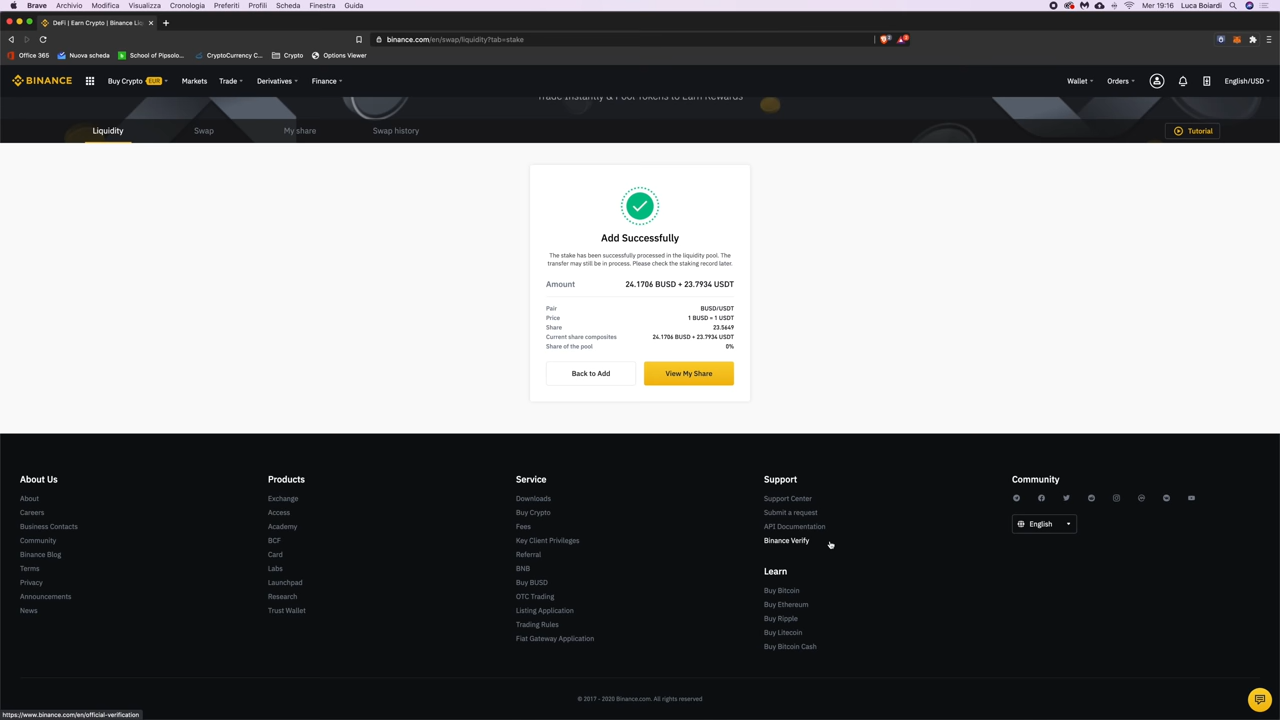 Brave Archivio Modifica Visualizza Cronologia Preferiti Profili Scheda Finestra Guida
Mer 19:16 Luca Boiardi
DeFi | Earn Crypto | Binance Liq
binance.com/en/swap/liquidity?tab=stake
Office 365 Nuova scheda School of Pipsolo... CryptoCurrency C... Crypto Options Viewer
BINANCE Buy Crypto EUR Markets Trade Derivatives Finance Wallet Orders English/USD
Trade Instantly & Pool Tokens to Earn Rewards
Liquidity Swap My share Swap history Tutorial
Add Successfully
The stake has been successfully processed in the liquidity pool. The
transfer may still be in process. Please check the staking record later.
Amount 24.1706 BUSD + 23.7934 USDT
Pair BUSD/USDT
Price 1 BUSD = 1 USDT
Share 23.5649
Current share composites 24.1706 BUSD + 23.7934 USDT
Share of the pool 0%
Back to Add View My Share
About Us
About
Careers
Business Contacts
Community
Binance Blog
Terms
Privacy
Announcements
News
Products
Exchange
Access
Academy
BCF
Card
Labs
Launchpad
Research
Trust Wallet
Service
Downloads
Buy Crypto
Fees
Key Client Privileges
Referral
BNB
Buy BUSD
OTC Trading
Listing Application
Trading Rules
Fiat Gateway Application
Support
Support Center
Submit a request
API Documentation
Binance Verify
Learn
Buy Bitcoin
Buy Ethereum
Buy Ripple
Buy Litecoin
Buy Bitcoin Cash
Community
English
© 2017 - 2020 Binance.com. All rights reserved
https://www.binance.com/en/official-verification